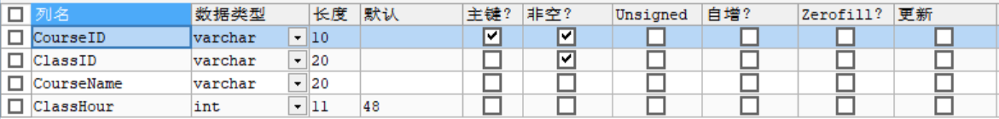 列名 数据类型 长度 默认 主键? 非空? Unsigned 自增? Zerofill? 更新
CourseID varchar 10
ClassID varchar 20
CourseName varchar 20
ClassHour int 11 48